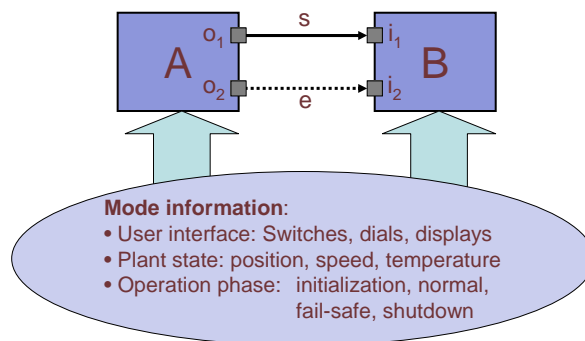 s
o₁ i₁
A B
o₂ i₂
e
Mode information:
• User interface: Switches, dials, displays
• Plant state: position, speed, temperature
• Operation phase: initialization, normal,
fail-safe, shutdown